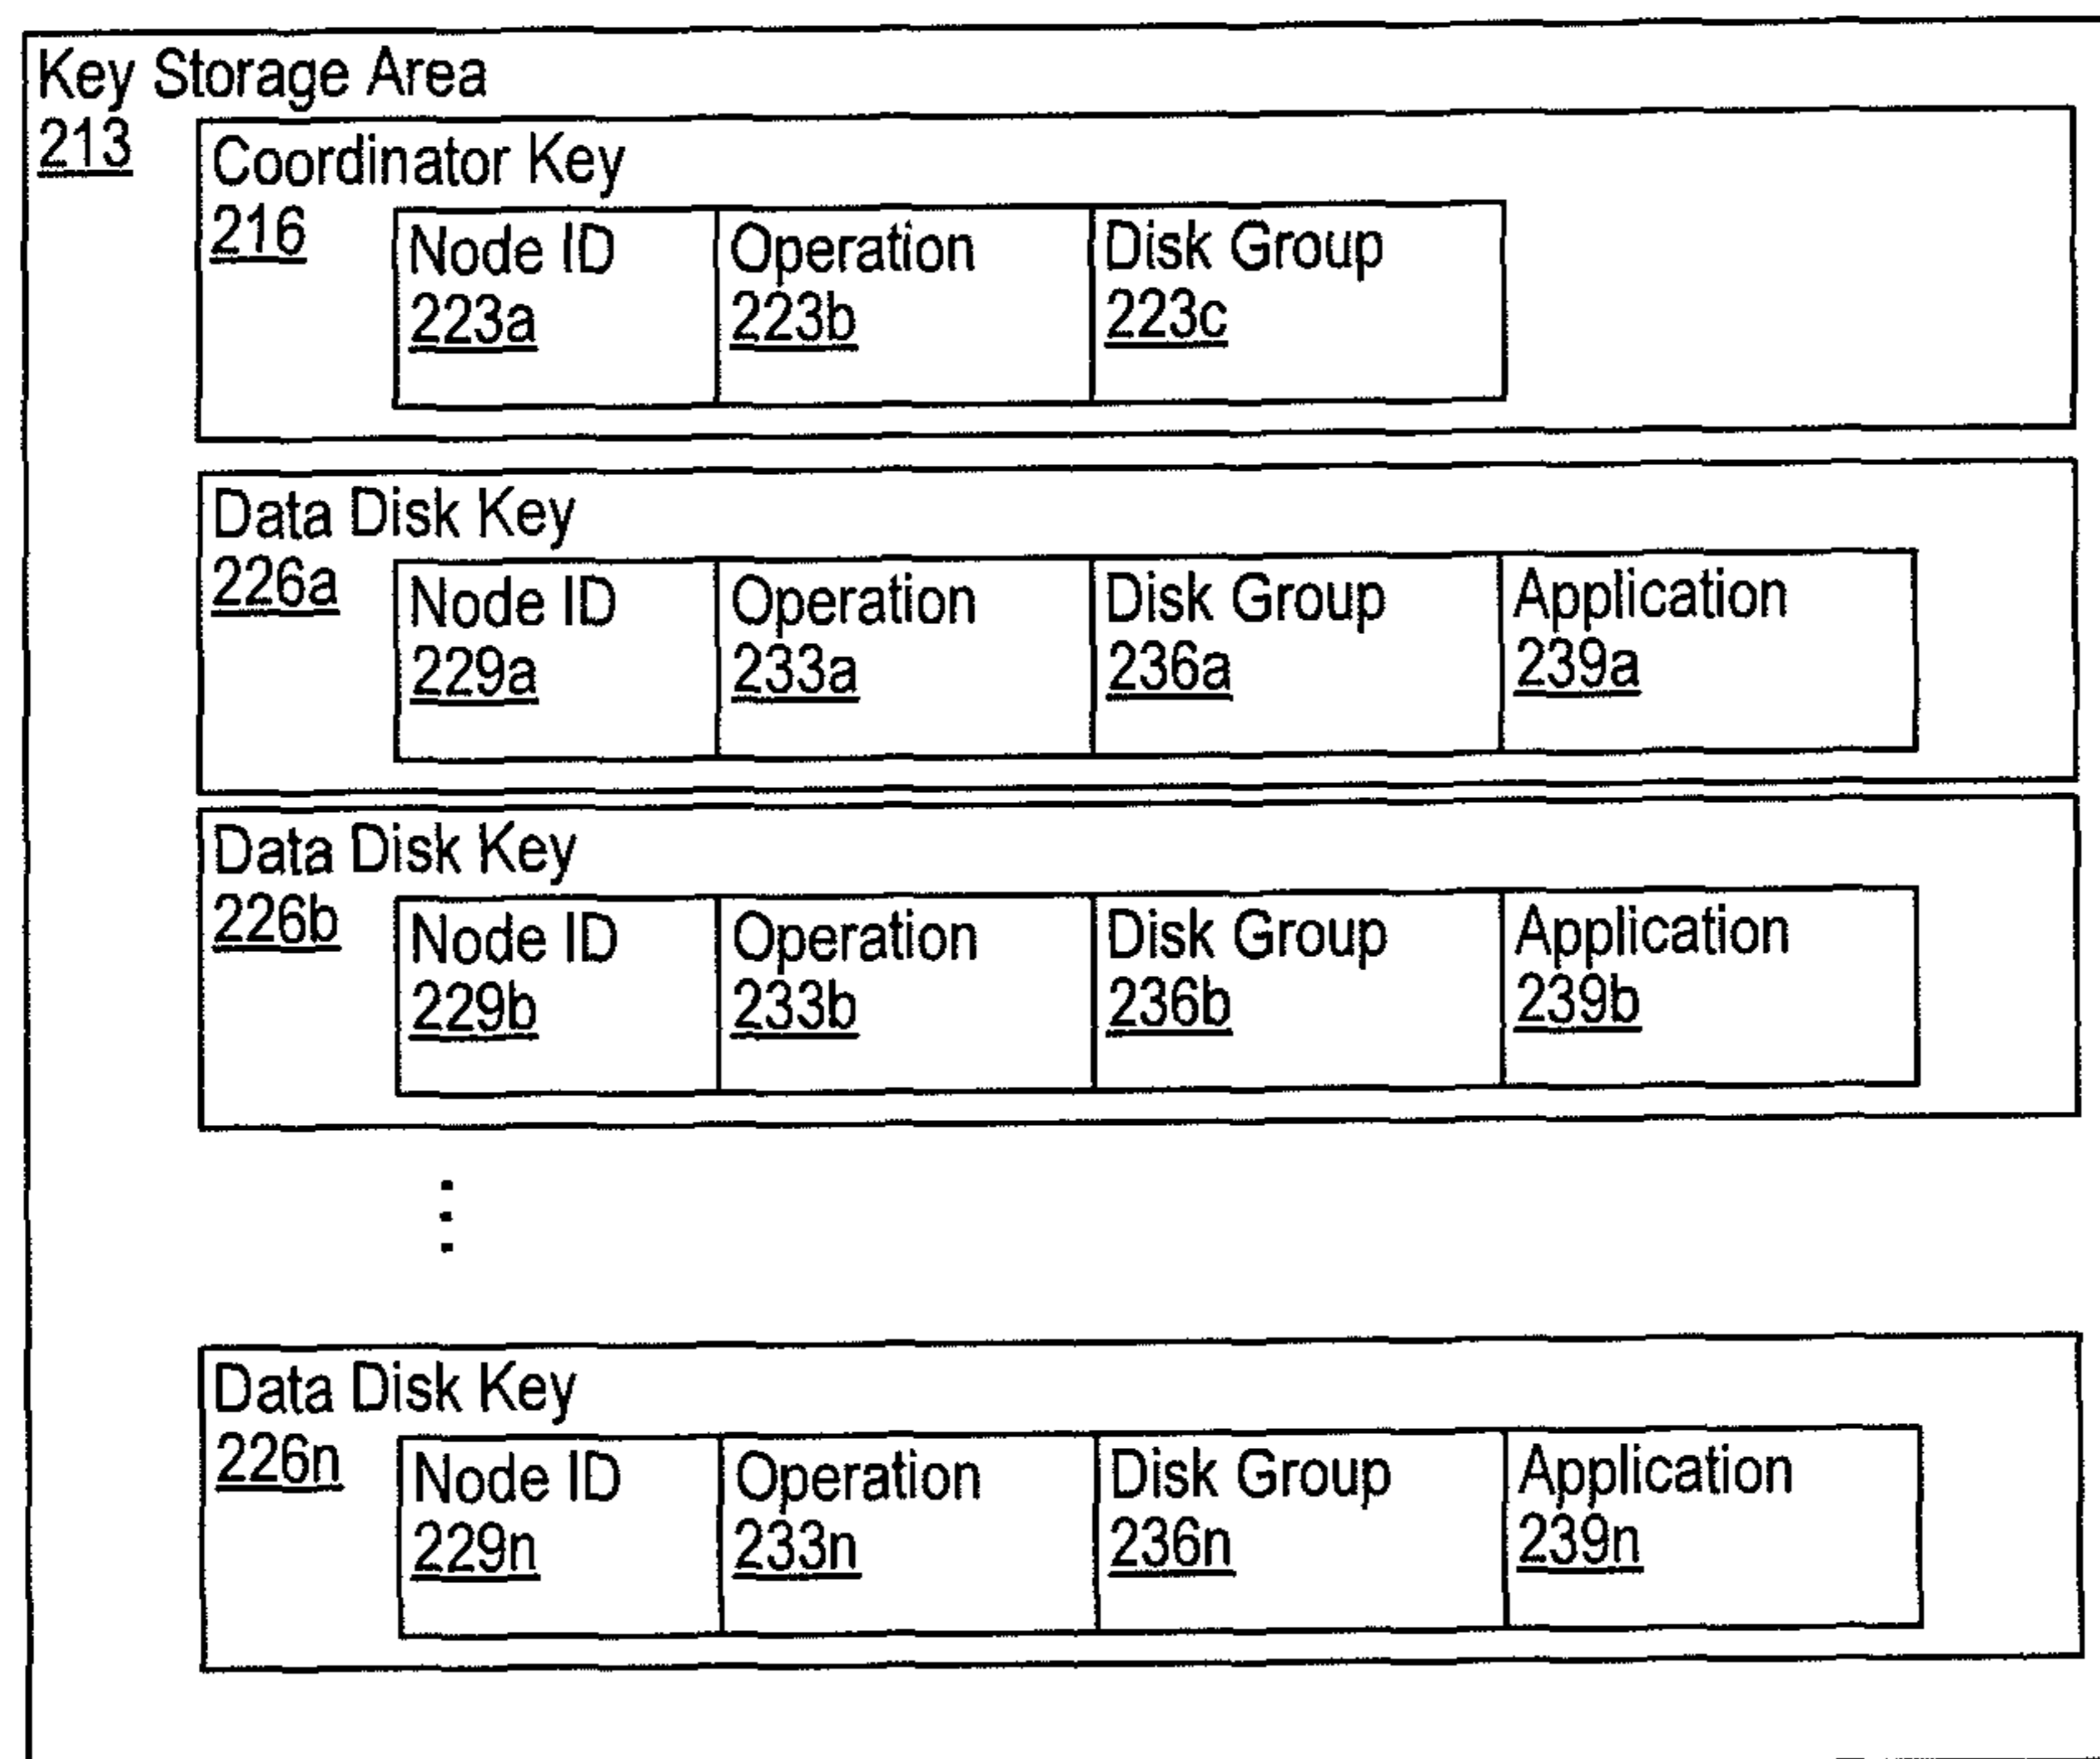 Key Storage Area
213
Coordinator Key
216
Node ID Operation Disk Group
223a 223b 223c
Data Disk Key
226a
Node ID Operation Disk Group Application
229a 233a 236a 239a
Data Disk Key
226b
Node ID Operation Disk Group Application
229b 233b 236b 239b
Data Disk Key
226n
Node ID Operation Disk Group Application
229n 233n 236n 239n